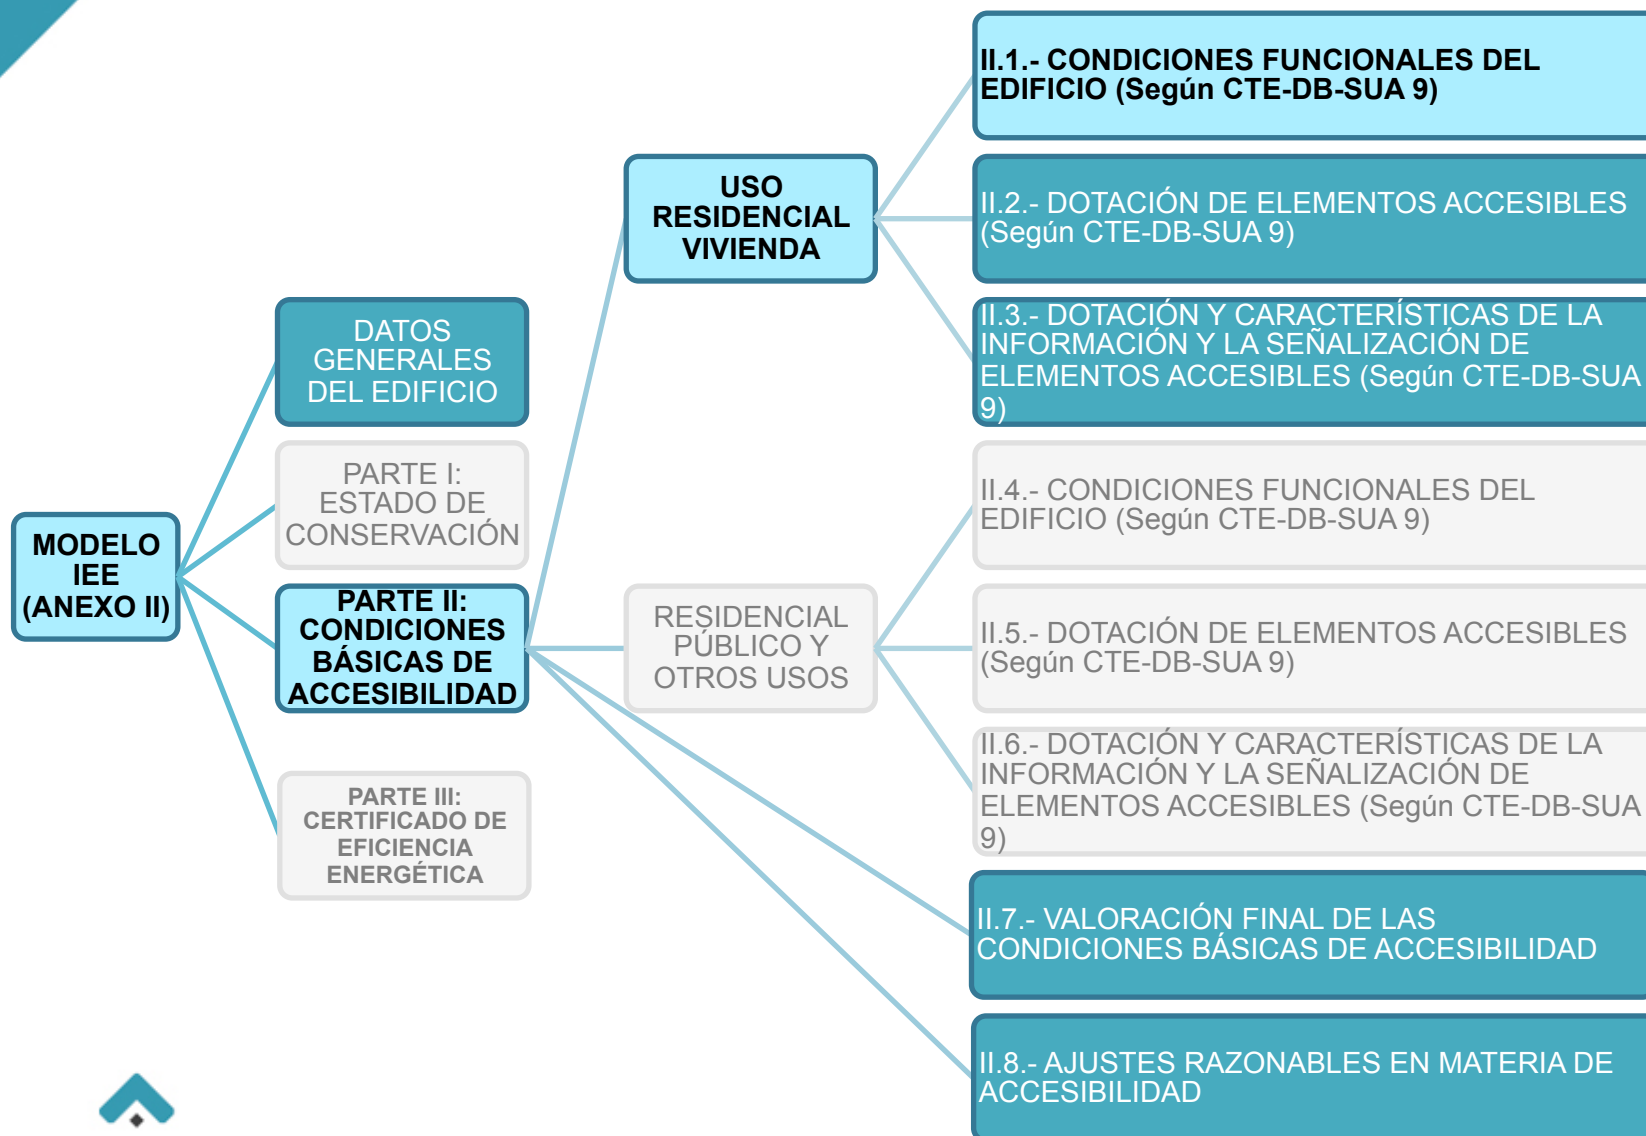 MODELO
IEE
(ANEXO II)
DATOS
GENERALES
DEL EDIFICIO
PARTE I:
ESTADO DE
CONSERVACIÓN
PARTE II:
CONDICIONES
BÁSICAS DE
ACCESIBILIDAD
PARTE III:
CERTIFICADO DE
EFICIENCIA
ENERGÉTICA
USO
RESIDENCIAL
VIVIENDA
RESIDENCIAL
PÚBLICO Y
OTROS USOS
II.1.- CONDICIONES FUNCIONALES DEL
EDIFICIO (Según CTE-DB-SUA 9)
II.2.- DOTACIÓN DE ELEMENTOS ACCESIBLES
(Según CTE-DB-SUA 9)
II.3.- DOTACIÓN Y CARACTERÍSTICAS DE LA
INFORMACIÓN Y LA SEÑALIZACIÓN DE
ELEMENTOS ACCESIBLES (Según CTE-DB-SUA
9)
II.4.- CONDICIONES FUNCIONALES DEL
EDIFICIO (Según CTE-DB-SUA 9)
II.5.- DOTACIÓN DE ELEMENTOS ACCESIBLES
(Según CTE-DB-SUA 9)
II.6.- DOTACIÓN Y CARACTERÍSTICAS DE LA
INFORMACIÓN Y LA SEÑALIZACIÓN DE
ELEMENTOS ACCESIBLES (Según CTE-DB-SUA
9)
II.7.- VALORACIÓN FINAL DE LAS
CONDICIONES BÁSICAS DE ACCESIBILIDAD
II.8.- AJUSTES RAZONABLES EN MATERIA DE
ACCESIBILIDAD